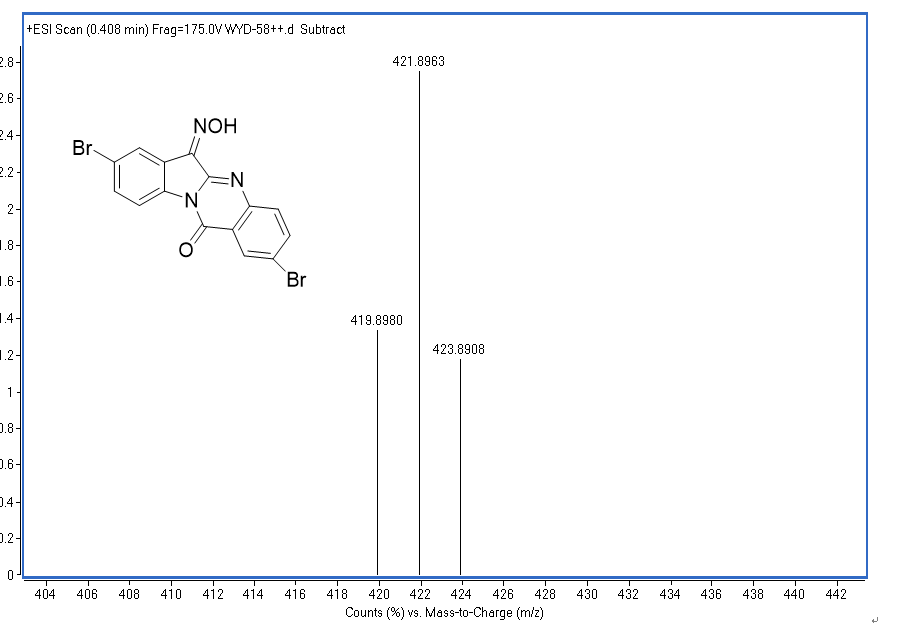 +ESI Scan (0.408 min) Frag=175.0V WYD-58++.d Subtract
2.8
421.8963
2.6
2.4
NOH
Br
2.2
N
2
N
1.8
O
1.6
Br
1.4
419.8980
1.2
423.8908
1
0.8
0.6
0.4
0.2
0
404 406 408 410 412 414 416 418 420 422 424 426 428 430 432 434 436 438 440 442
Counts (%) vs. Mass-to-Charge (m/z)